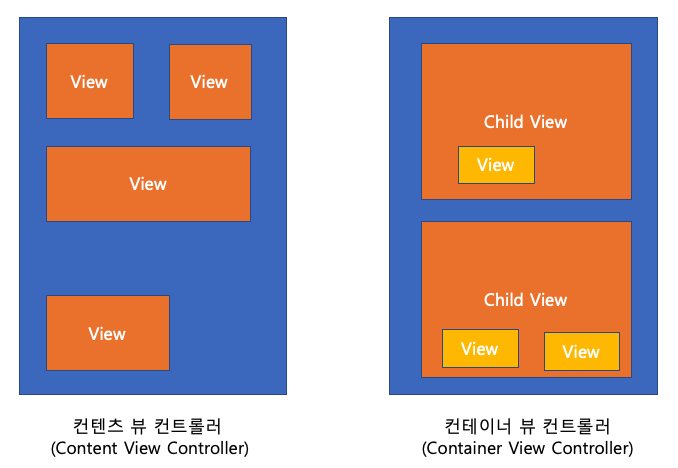 View
View
View
View
컨텐츠 뷰 컨트롤러
(Content View Controller)
Child View
View
Child View
View
View
컨테이너 뷰 컨트롤러
(Container View Controller)